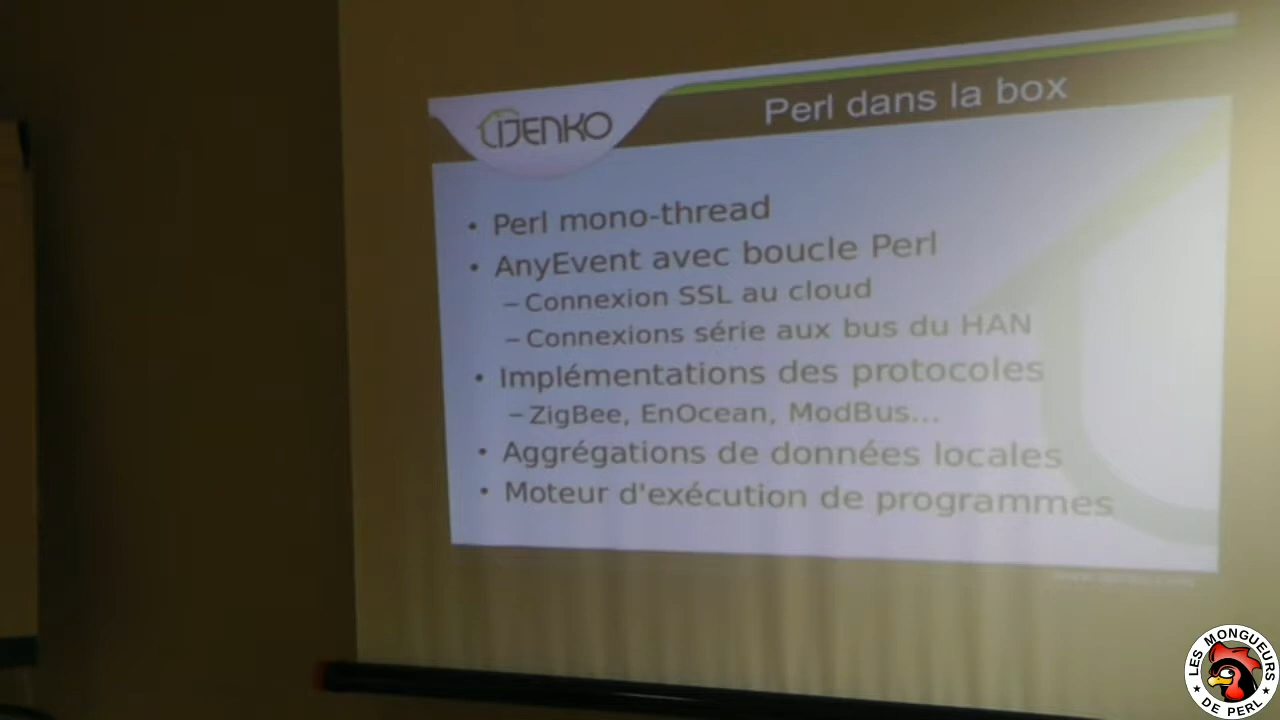 IJENKO
Perl dans la box
• Perl mono-thread
• AnyEvent avec boucle Perl
– Connexion SSL au cloud
– Connexions série aux bus du HAN
• Implémentations des protocoles
– ZigBee, EnOcean, ModBus...
• Aggrégations de données locales
• Moteur d'exécution de programmes
LES MONGUEURS
DE PERL